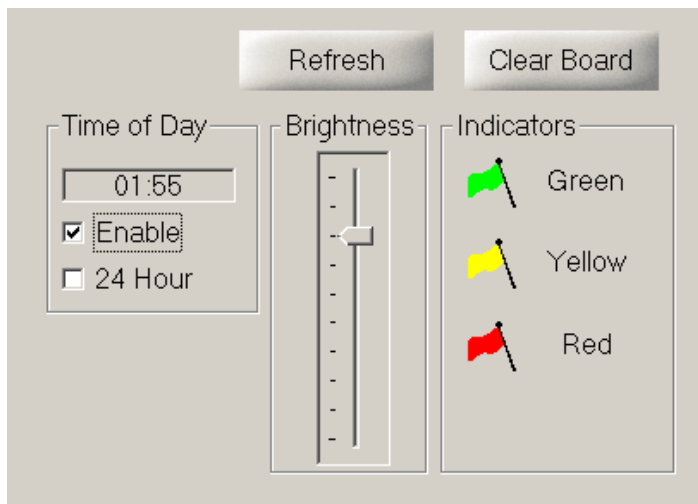 Refresh
Clear Board
Time of Day
01:55
Enable
24 Hour
Brightness
Indicators
Green
Yellow
Red